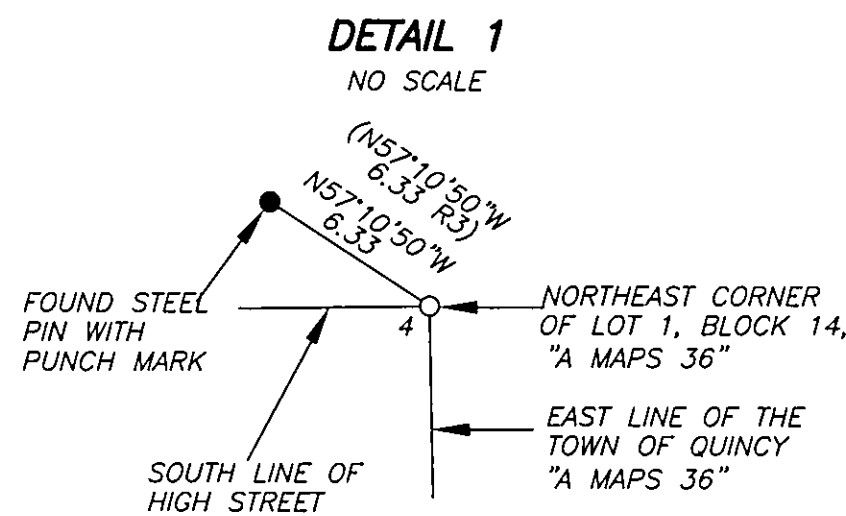 DETAIL 1
NO SCALE
(N57°10'50"W
6.33 R3)
N57°10'50"W
6.33
FOUND STEEL
PIN WITH
PUNCH MARK
4
NORTHEAST CORNER
OF LOT 1, BLOCK 14,
"A MAPS 36"
EAST LINE OF THE
TOWN OF QUINCY
"A MAPS 36"
SOUTH LINE OF
HIGH STREET